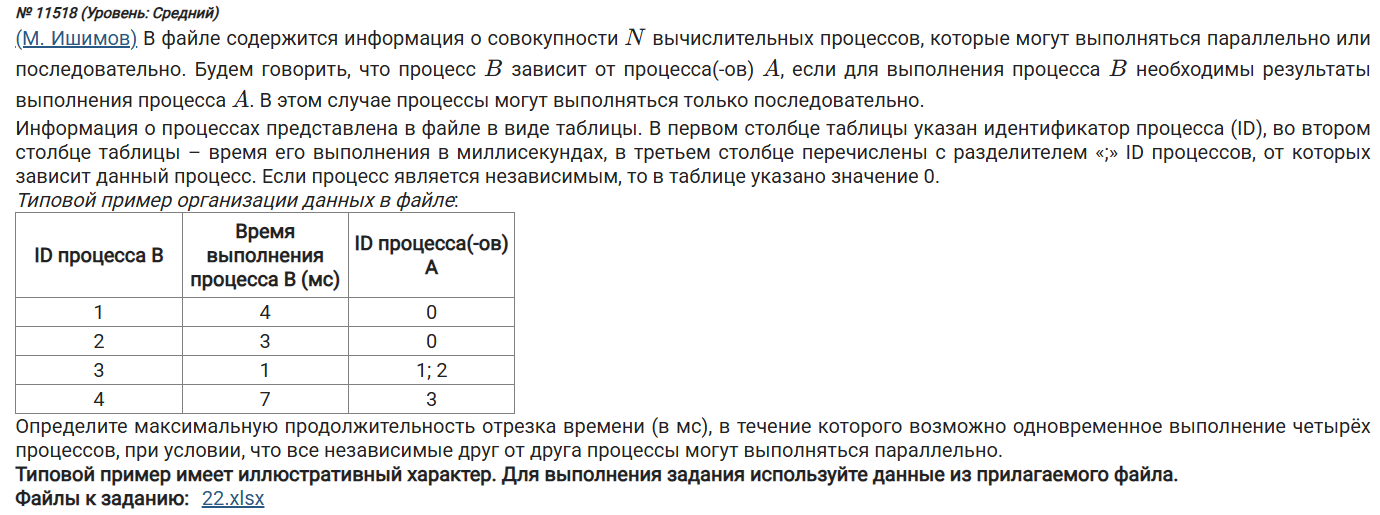 № 11518 (Уровень: Средний)
(М. Ишимов) В файле содержится информация о совокупности N вычислительных процессов, которые могут выполняться параллельно или
последовательно. Будем говорить, что процесс B зависит от процесса(-ов) A, если для выполнения процесса B необходимы результаты
выполнения процесса A. В этом случае процессы могут выполняться только последовательно.
Информация о процессах представлена в файле в виде таблицы. В первом столбце таблицы указан идентификатор процесса (ID), во втором
столбце таблицы – время его выполнения в миллисекундах, в третьем столбце перечислены с разделителем «;» ID процессов, от которых
зависит данный процесс. Если процесс является независимым, то в таблице указано значение 0.
Типовой пример организации данных в файле:
ID процесса B
Время
выполнения
процесса B (мс)
ID процесса(-ов)
A
1 4 0
2 3 0
3 1 1; 2
4 7 3
Определите максимальную продолжительность отрезка времени (в мс), в течение которого возможно одновременное выполнение четырёх
процессов, при условии, что все независимые друг от друга процессы могут выполняться параллельно.
Типовой пример имеет иллюстративный характер. Для выполнения задания используйте данные из прилагаемого файла.
Файлы к заданию: 22.xlsx